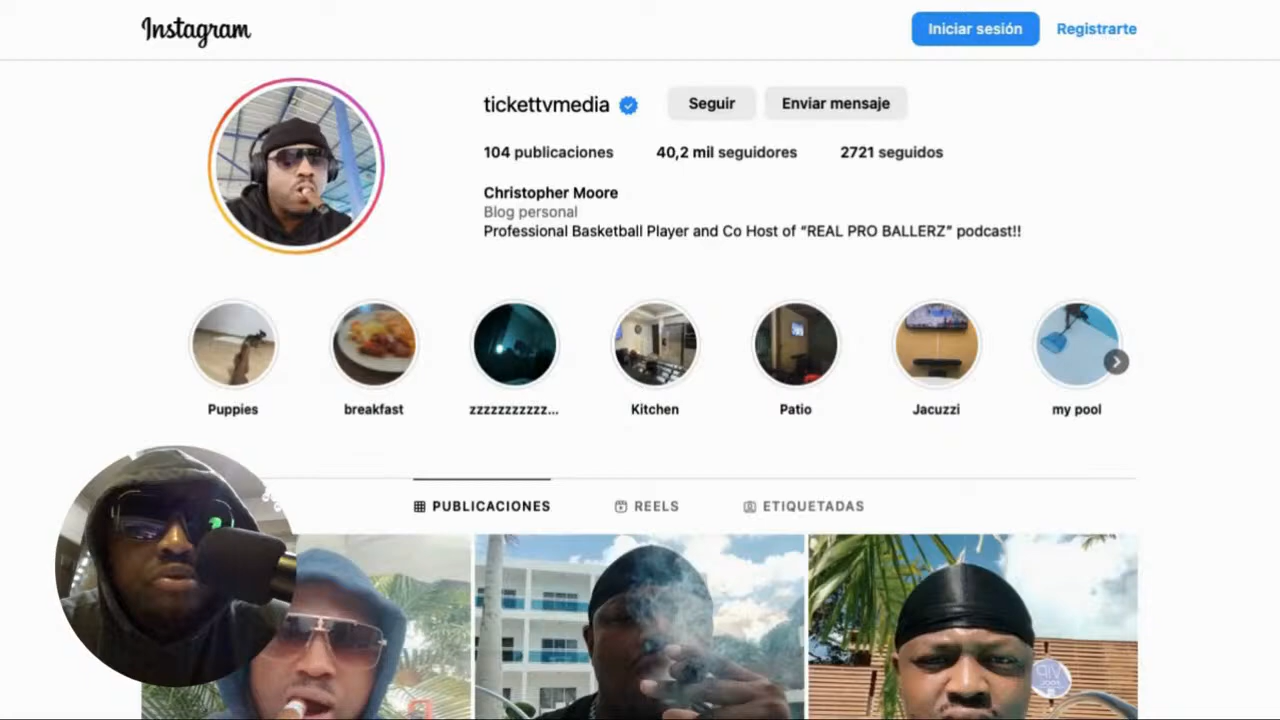 Instagram
Iniciar sesión
Registrarte
tickettvmedia
Seguir
Enviar mensaje
104 publicaciones
40,2 mil seguidores
2721 seguidos
Christopher Moore
Blog personal
Professional Basketball Player and Co Host of “REAL PRO BALLERZ” podcast!!
Puppies
breakfast
zzzzzzzzzzz...
Kitchen
Patio
Jacuzzi
my pool
PUBLICACIONES
REELS
ETIQUETADAS